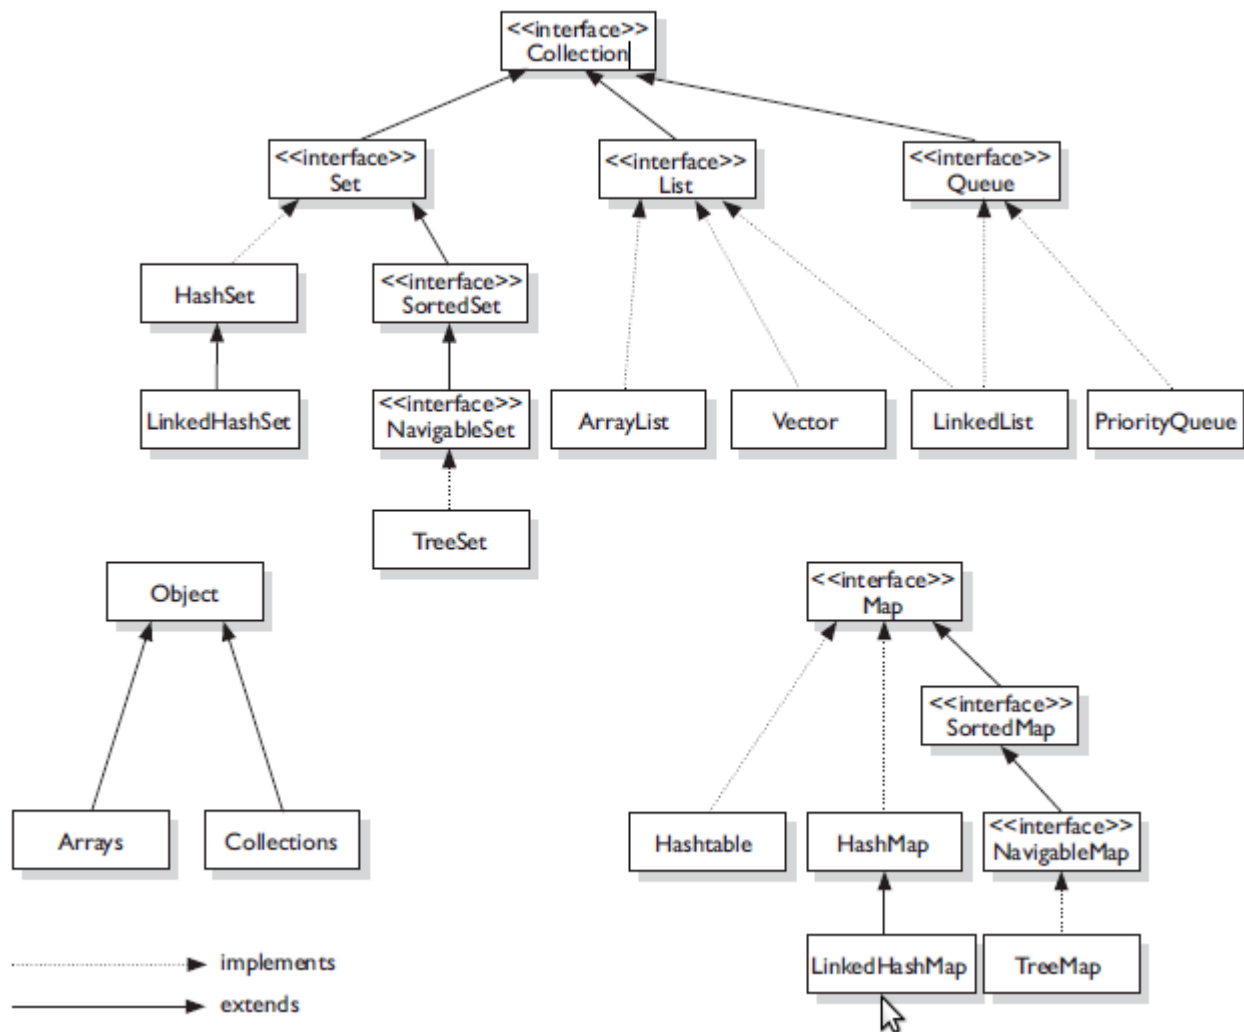 <<interface>>
Collection
<<interface>>
Set
<<interface>>
List
<<interface>>
Queue
HashSet
<<interface>>
SortedSet
LinkedHashSet
<<interface>>
NavigableSet
ArrayList
Vector
LinkedList
PriorityQueue
TreeSet
Object
<<interface>>
Map
<<interface>>
SortedMap
Arrays
Collections
Hashtable
HashMap
<<interface>>
NavigableMap
LinkedHashMap
TreeMap
implements
extends